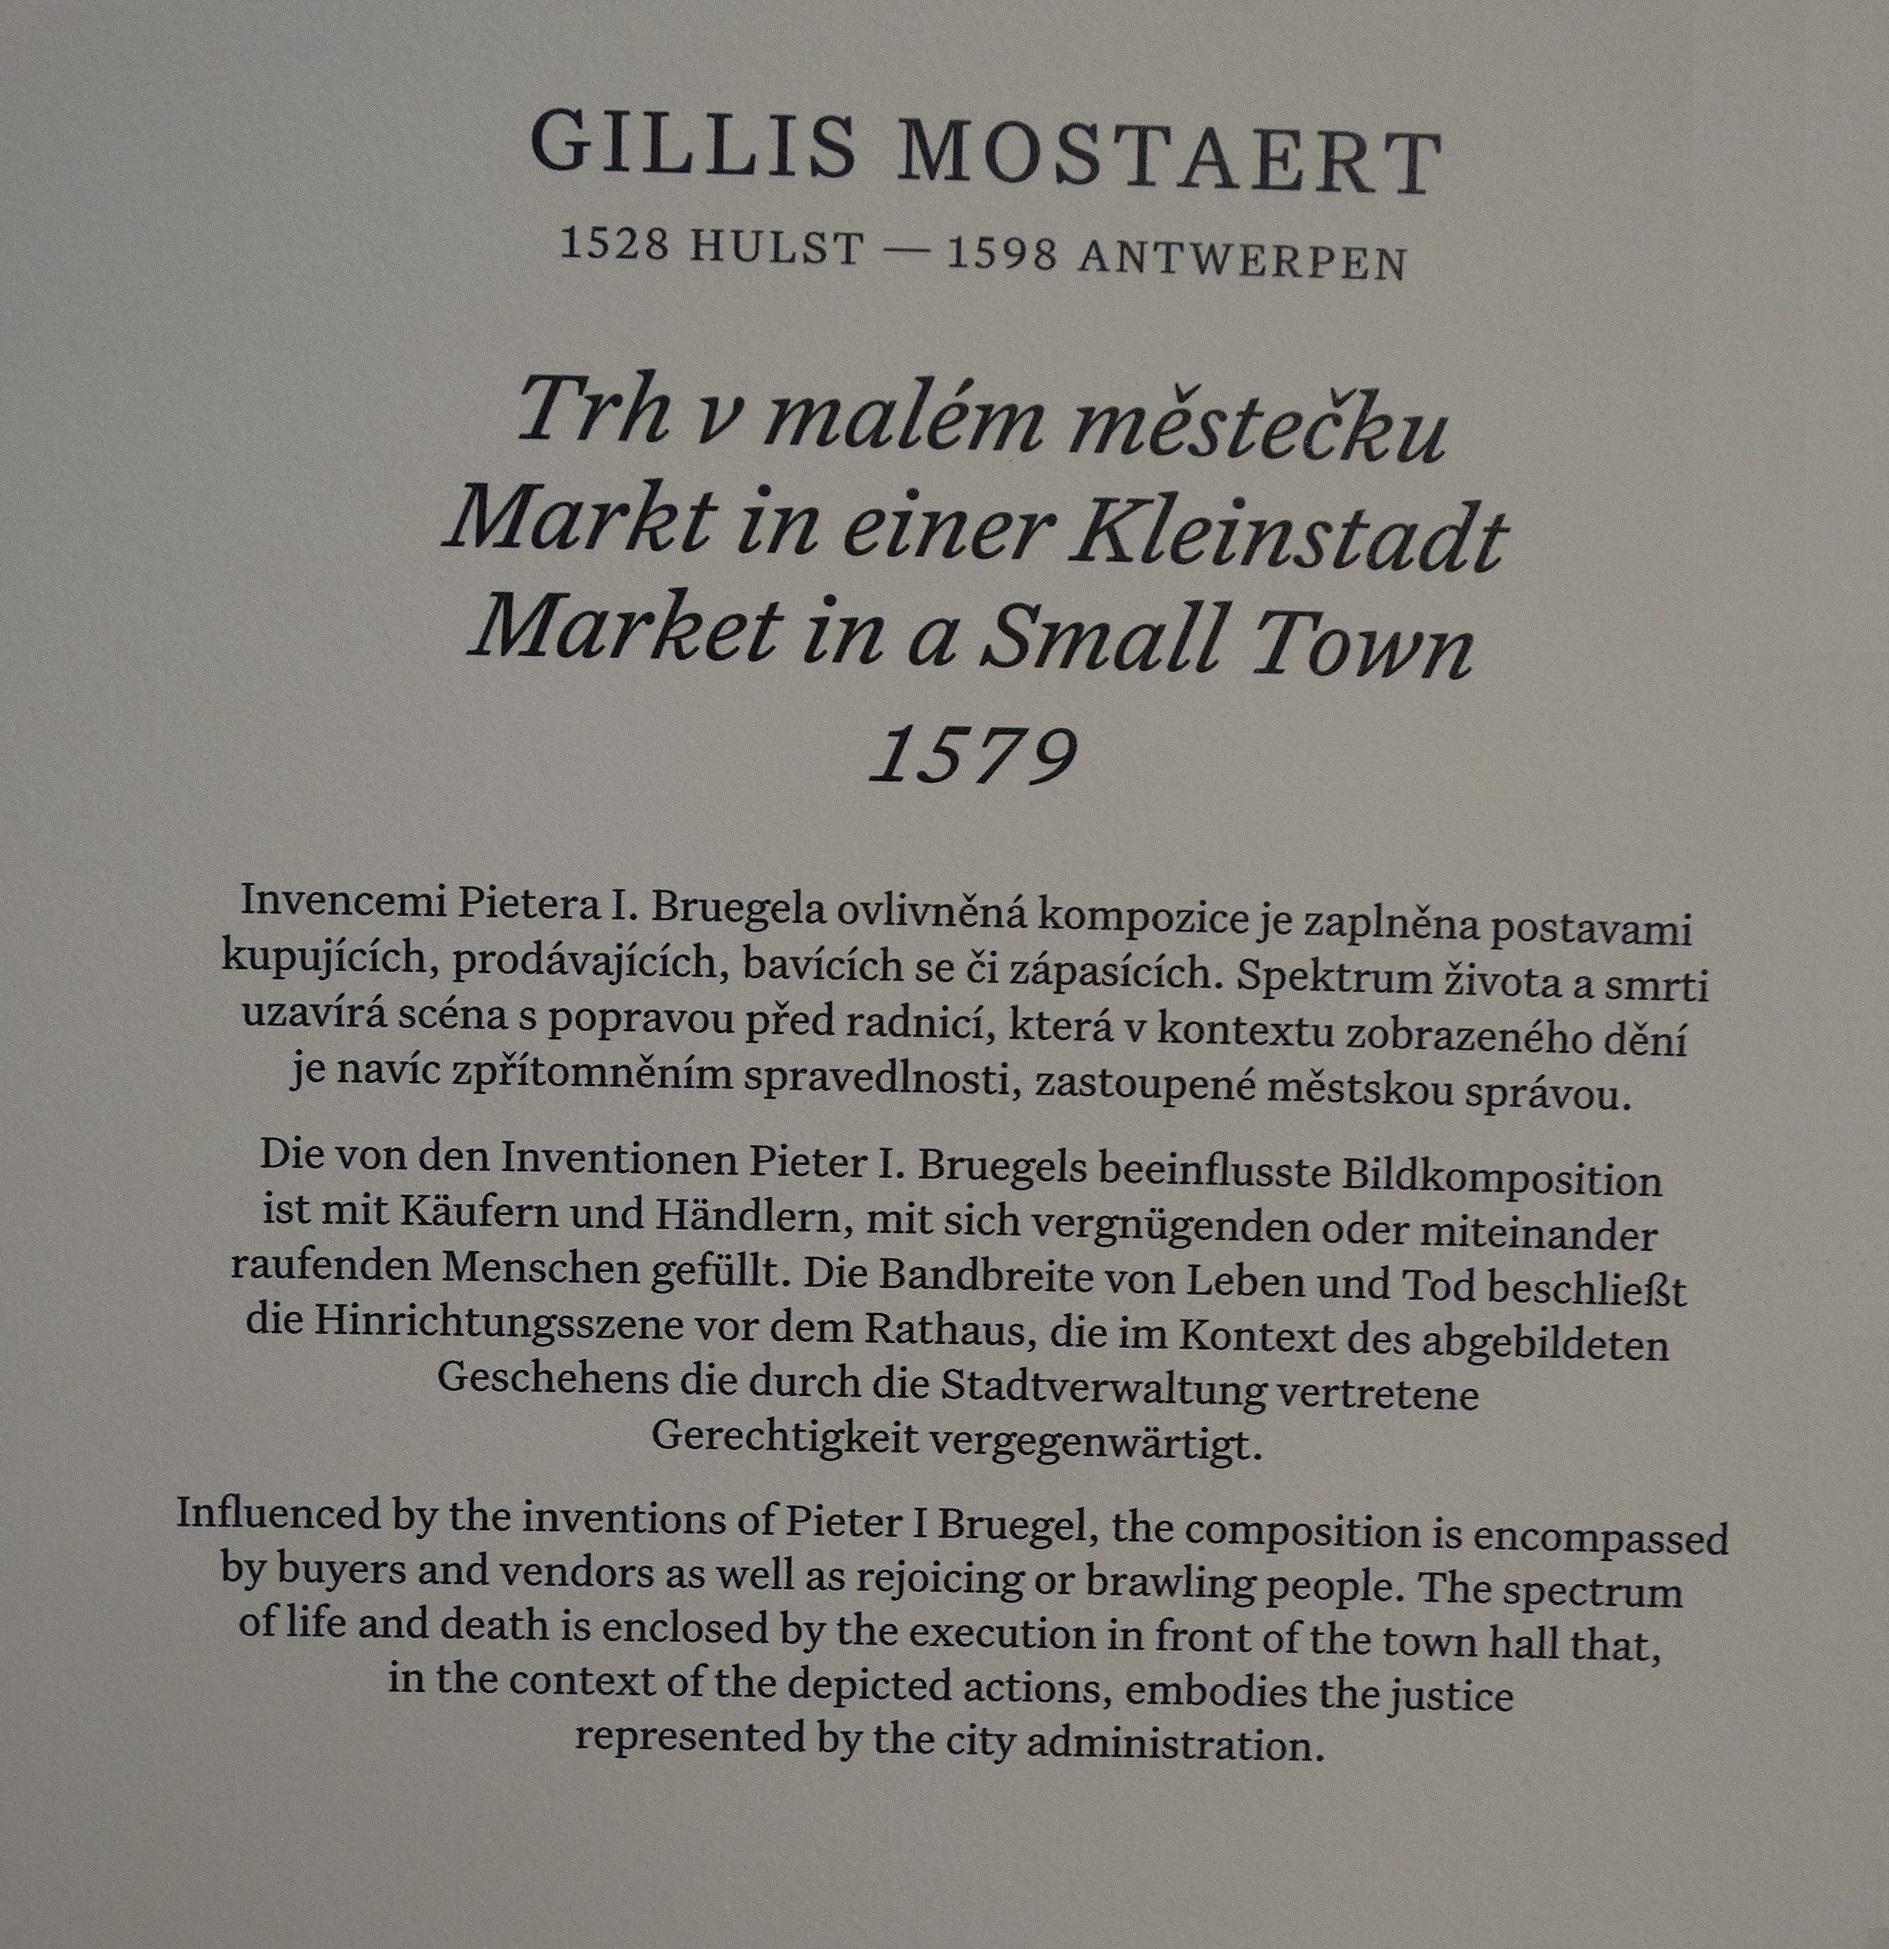 GILLIS MOSTAERT
1528 HULST — 1598 ANTWERPEN
Trh v malém městečku
Markt in einer Kleinstadt
Market in a Small Town
1579
Invencemi Pietera I. Bruegela ovlivněná kompozice je zaplněna postavami
kupujících, prodávajících, bavících se či zápasících. Spektrum života a smrti
uzavírá scéna s popravou před radnicí, která v kontextu zobrazeného dění
je navíc zpřítomněním spravedlnosti, zastoupené městskou správou.
Die von den Inventionen Pieter I. Bruegels beeinflusste Bildkomposition
ist mit Käufern und Händlern, mit sich vergnügenden oder miteinander
raufenden Menschen gefüllt. Die Bandbreite von Leben und Tod beschließt
die Hinrichtungsszene vor dem Rathaus, die im Kontext des abgebildeten
Geschehens die durch die Stadtverwaltung vertretene
Gerechtigkeit vergegenwärtigt.
Influenced by the inventions of Pieter I Bruegel, the composition is encompassed
by buyers and vendors as well as rejoicing or brawling people. The spectrum
of life and death is enclosed by the execution in front of the town hall that,
in the context of the depicted actions, embodies the justice
represented by the city administration.